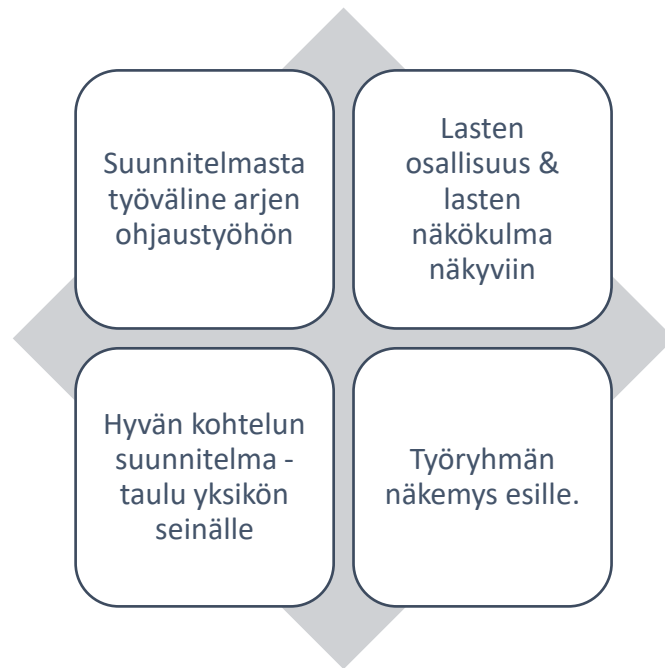 Suunnitelmasta
työväline arjen
ohjaustyöhön
Lasten
osallisuus &
lasten
näkökulma
näkyviin
Hyvän kohtelun
suunnitelma -
taulu yksikön
seinälle
Työryhmän
näkemys esille.